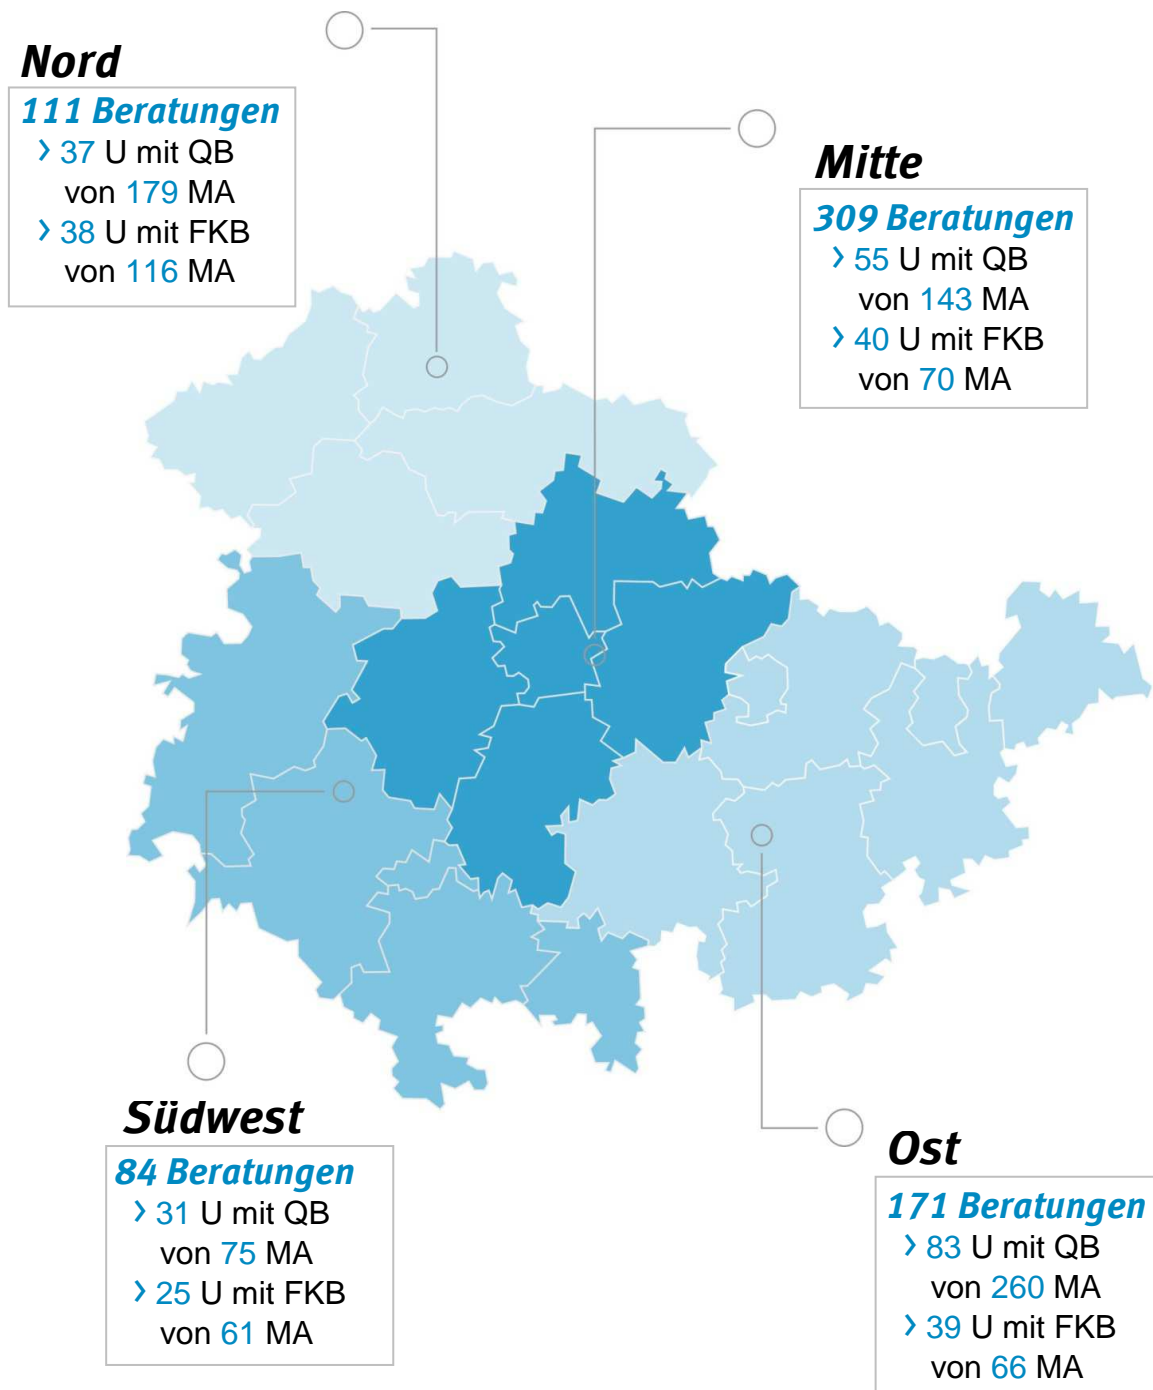 Nord
111 Beratungen
> 37 U mit QB
von 179 MA
> 38 U mit FKB
von 116 MA
Mitte
309 Beratungen
> 55 U mit QB
von 143 MA
> 40 U mit FKB
von 70 MA
Südwest
84 Beratungen
> 31 U mit QB
von 75 MA
> 25 U mit FKB
von 61 MA
Ost
171 Beratungen
> 83 U mit QB
von 260 MA
> 39 U mit FKB
von 66 MA